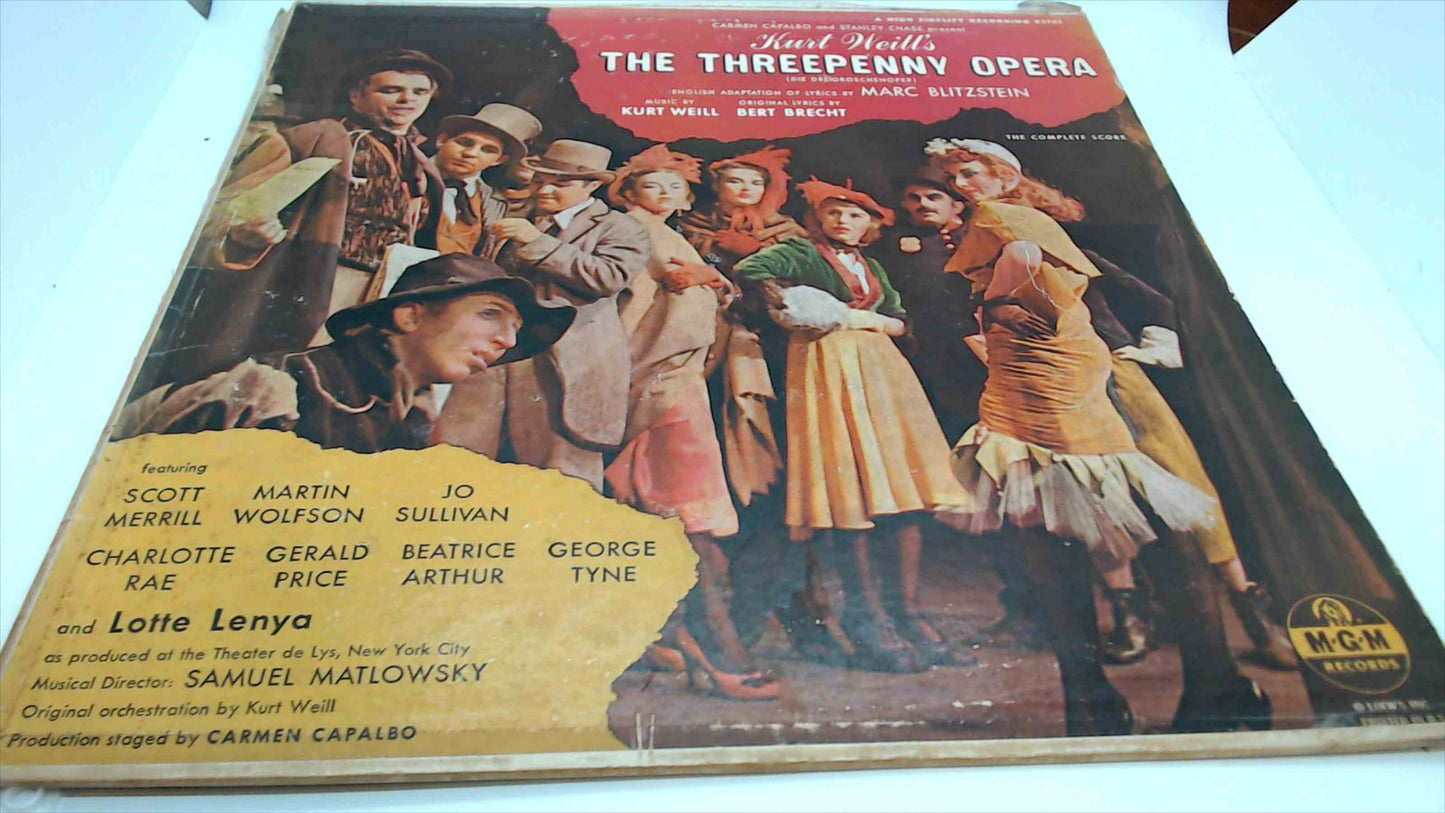 A HIGH FIDELITY RECORDING
CARMEN CAPALBO and STANLEY CHASE present
Kurt Weill's
THE THREEPENNY OPERA
(DIE DREIGROSCHENOPER)
ENGLISH ADAPTATION OF LYRICS BY MARC BLITZSTEIN
MUSIC BY ORIGINAL LYRICS BY
KURT WEILL BERT BRECHT
THE COMPLETE SCORE
featuring
SCOTT MARTIN JO
MERRILL WOLFSON SULLIVAN
CHARLOTTE GERALD BEATRICE GEORGE
RAE PRICE ARTHUR TYNE
and Lotte Lenya
as produced at the Theater de Lys, New York City
Musical Director: SAMUEL MATLOWSKY
Original orchestration by Kurt Weill
Production staged by CARMEN CAPALBO
M-G-M
RECORDS